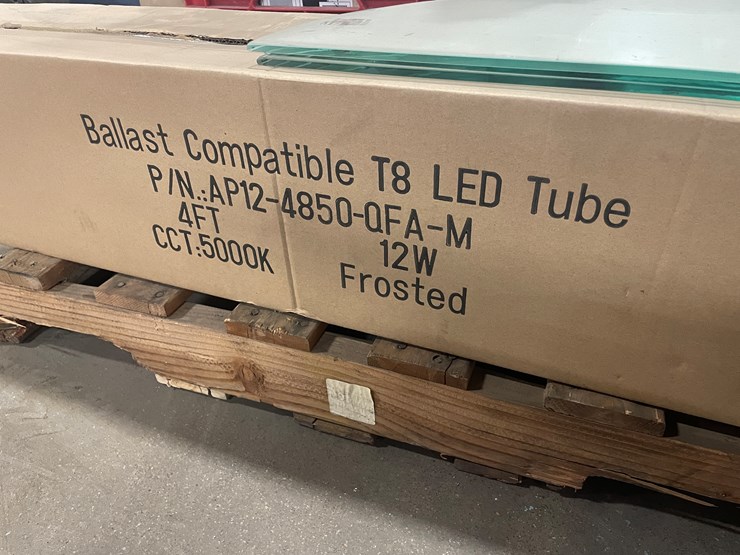 Ballast Compatible T8 LED Tube
P/N.:AP12-4850-QFA-M
4FT 12W
CCT:5000K Frosted